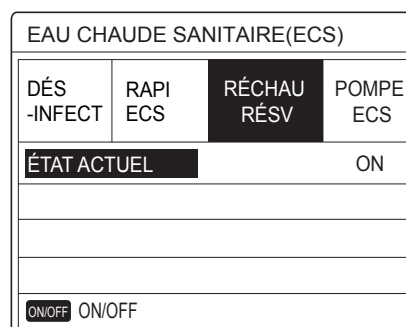 EAU CHAUDE SANITAIRE(ECS)
DÉS RAPI RÉCHAU POMPE
-INFECT ECS RÉSV ECS
ÉTAT ACTUEL ON
ON/OFF ON/OFF